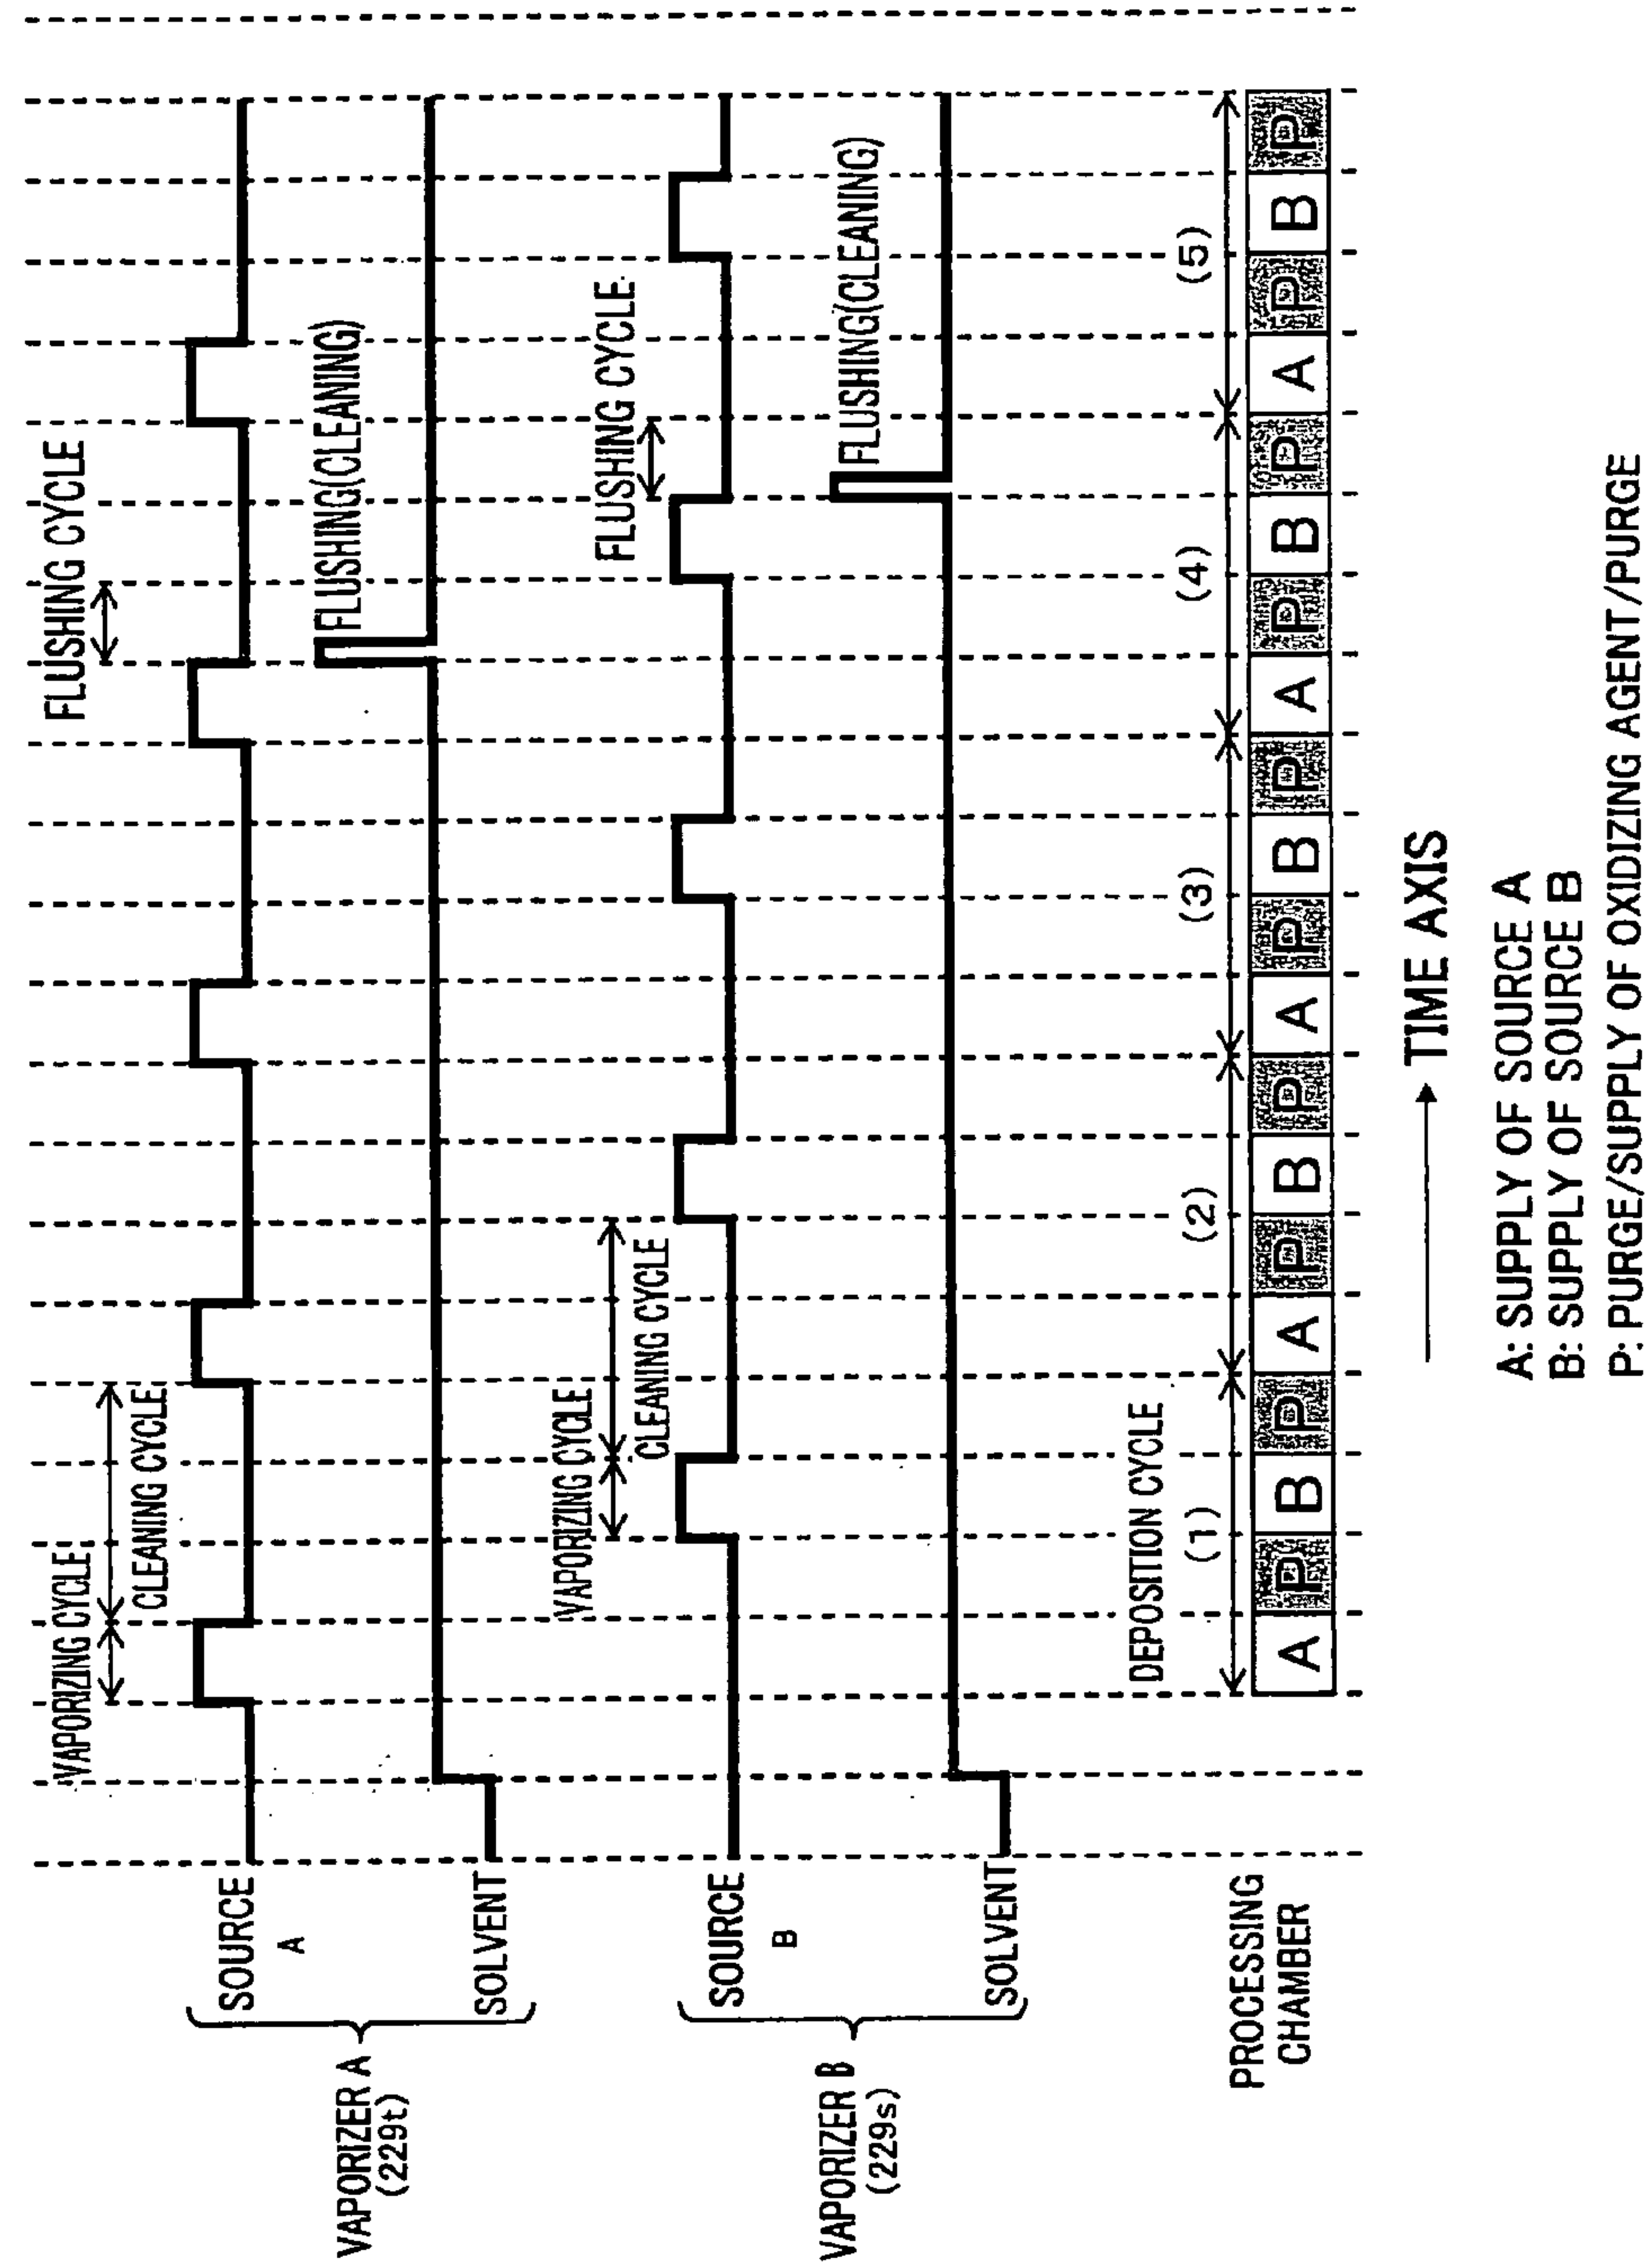 VAPORIZER A
(229t)
SOURCE
A
SOLVENT
VAPORIZING CYCLE
CLEANING CYCLE
FLUSHING CYCLE
FLUSHING(CLEANING)
VAPORIZER B
(229s)
SOURCE
B
SOLVENT
VAPORIZING CYCLE
CLEANING CYCLE
FLUSHING CYCLE
FLUSHING(CLEANING)
DEPOSITION CYCLE
(1) (2) (3) (4) (5)
PROCESSING
CHAMBER
A P B P A P B P A P B P A P B P A P B P
TIME AXIS
A: SUPPLY OF SOURCE A
B: SUPPLY OF SOURCE B
P: PURGE/SUPPLY OF OXIDIZING AGENT/PURGE